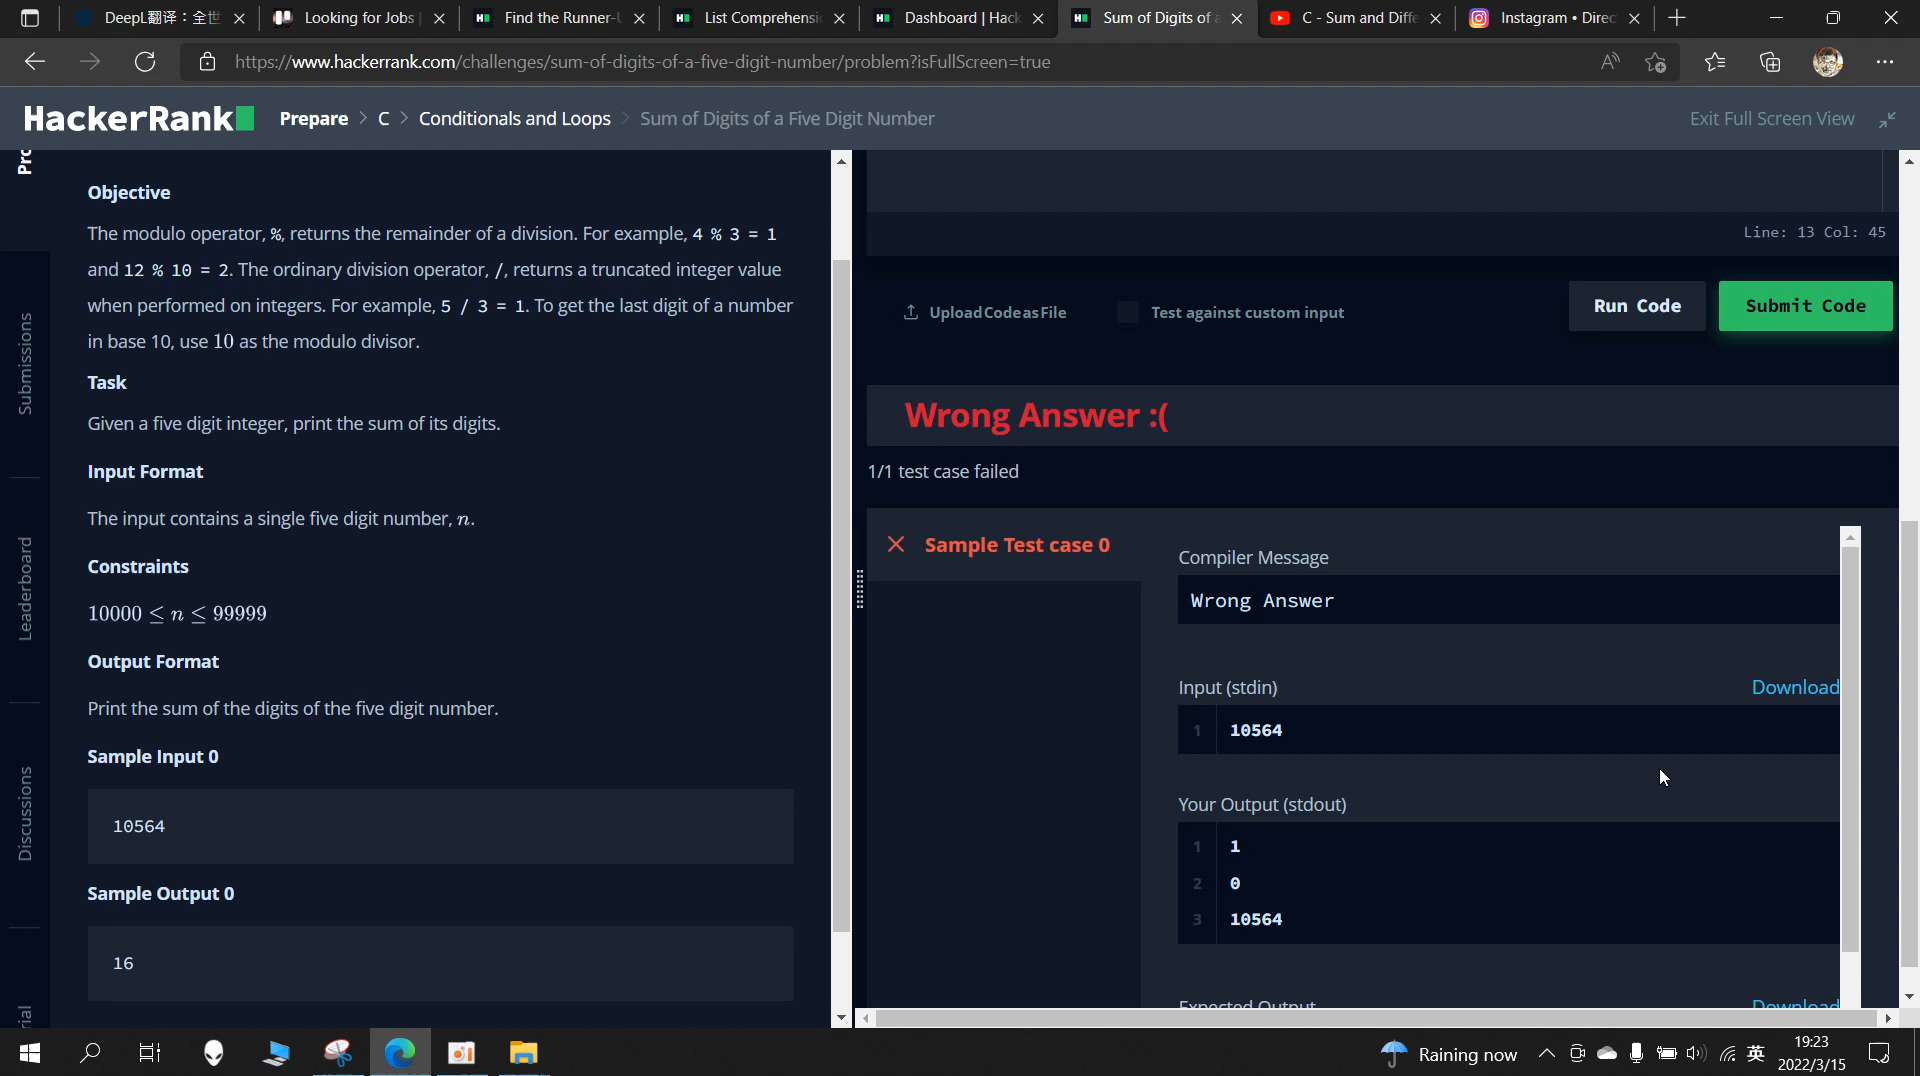 DeepL翻译：全世
Looking for Jobs
Find the Runner-U
List Comprehensi
Dashboard | Hack
Sum of Digits of a
C - Sum and Diffe
Instagram • Direc
https://www.hackerrank.com/challenges/sum-of-digits-of-a-five-digit-number/problem?isFullScreen=true
HackerRank
Prepare > C > Conditionals and Loops > Sum of Digits of a Five Digit Number
Exit Full Screen View
Pro
Submissions
Leaderboard
Discussions
rial
Objective
The modulo operator, %, returns the remainder of a division. For example, 4 % 3 = 1
and 12 % 10 = 2. The ordinary division operator, /, returns a truncated integer value
when performed on integers. For example, 5 / 3 = 1. To get the last digit of a number
in base 10, use 10 as the modulo divisor.
Task
Given a five digit integer, print the sum of its digits.
Input Format
The input contains a single five digit number, n.
Constraints
10000 ≤ n ≤ 99999
Output Format
Print the sum of the digits of the five digit number.
Sample Input 0
10564
Sample Output 0
16
Line: 13 Col: 45
Upload Code as File
Test against custom input
Run Code
Submit Code
Wrong Answer :(
1/1 test case failed
Sample Test case 0
Compiler Message
Wrong Answer
Input (stdin)
Download
1 10564
Your Output (stdout)
1 1
2 0
3 10564
Expected Output
Download
Raining now
英
19:23
2022/3/15